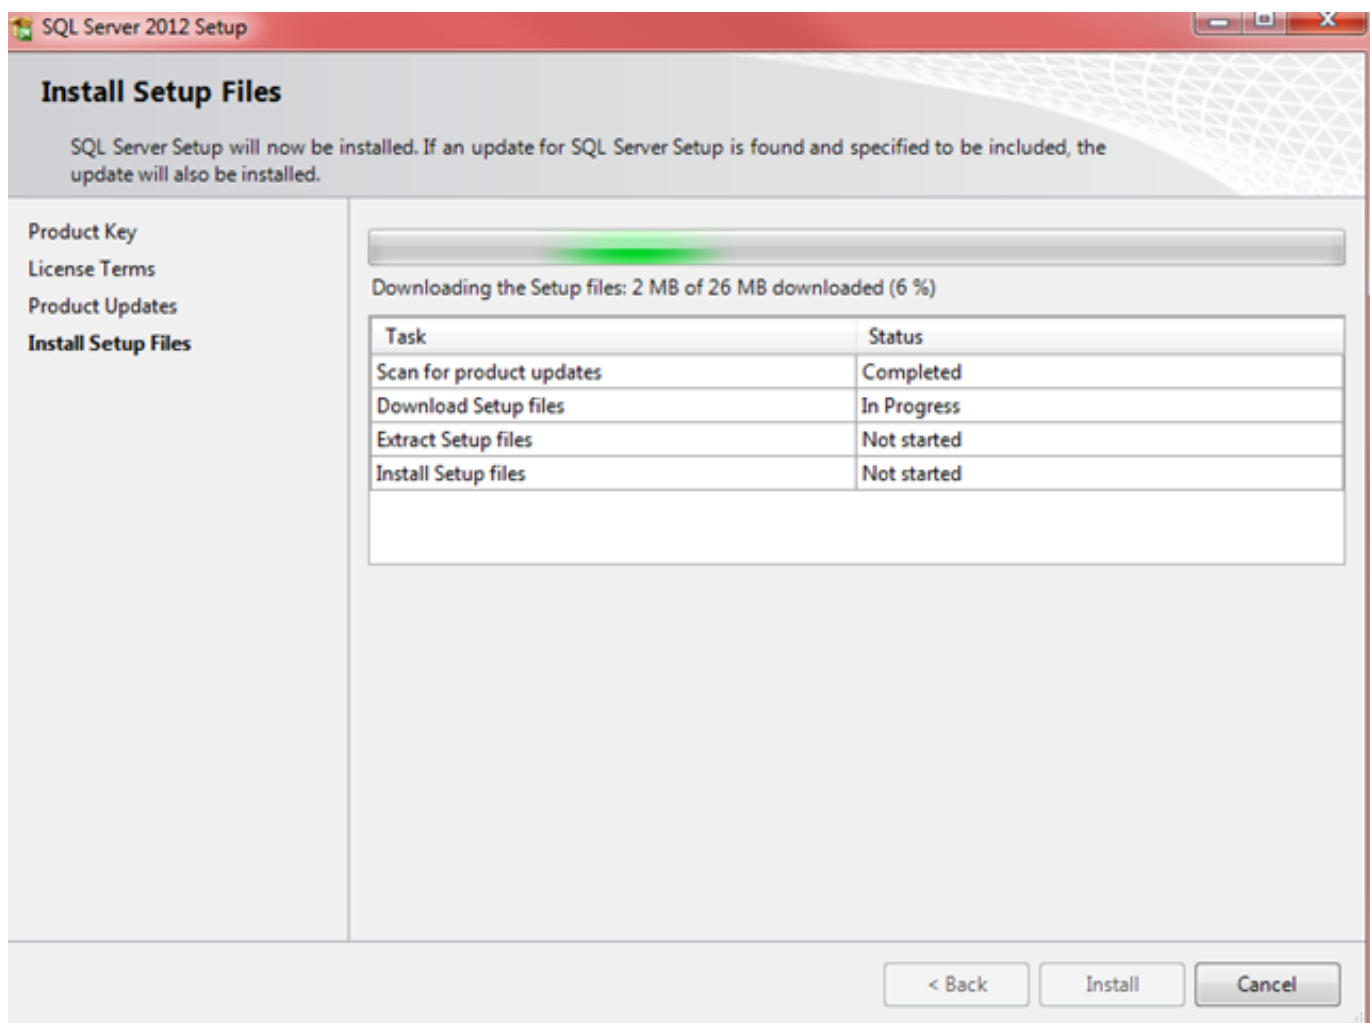 SQL Server 2012 Setup
Install Setup Files
SQL Server Setup will now be installed. If an update for SQL Server Setup is found and specified to be included, the
update will also be installed.
Product Key
License Terms
Product Updates
Install Setup Files
Downloading the Setup files: 2 MB of 26 MB downloaded (6 %)
Task Status
Scan for product updates Completed
Download Setup files In Progress
Extract Setup files Not started
Install Setup files Not started
< Back Install Cancel